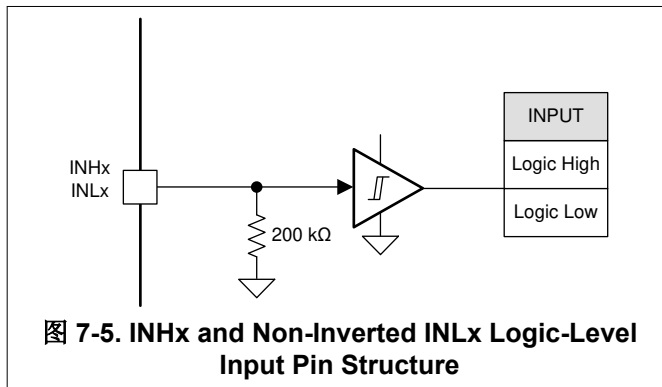 INHx
INLx
200 kΩ
INPUT
Logic High
Logic Low
图 7-5. INHx and Non-Inverted INLx Logic-Level
Input Pin Structure